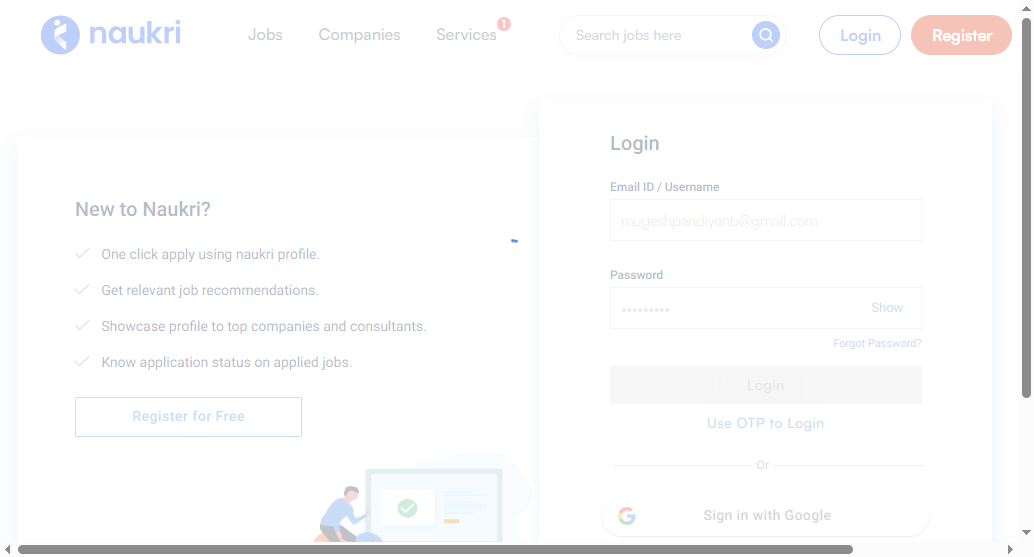 naukri
Jobs
Companies
Services
1
Search jobs here
Login
Register
New to Naukri?
One click apply using naukri profile.
Get relevant job recommendations.
Showcase profile to top companies and consultants.
Know application status on applied jobs.
Register for Free
Login
Email ID / Username
mugeshpandiyanb@gmail.com
Password
•••••••••
Show
Forgot Password?
Login
Use OTP to Login
Or
Sign in with Google